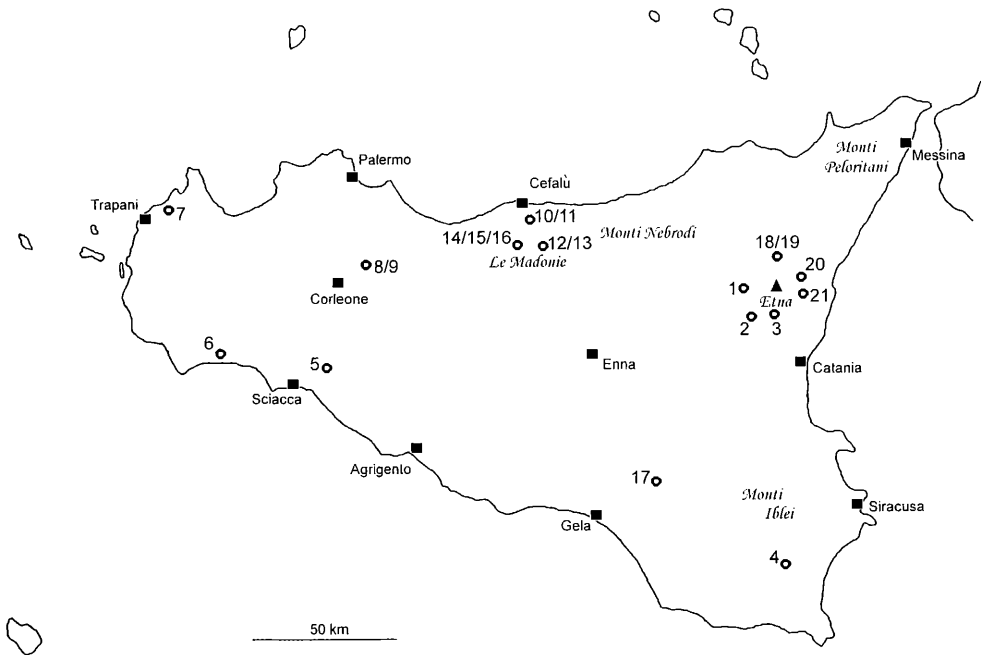 Palermo
Monti
Peloritani
Messina
Cefalù
Trapani
7
10/11
14/15/16
12/13
Monti Nebrodi
Le Madonie
18/19
8/9
20
Corleone
1
Etna
21
2
3
6
5
Enna
Catania
Sciacca
Agrigento
17
Monti
Iblei
Siracusa
Gela
4
50 km